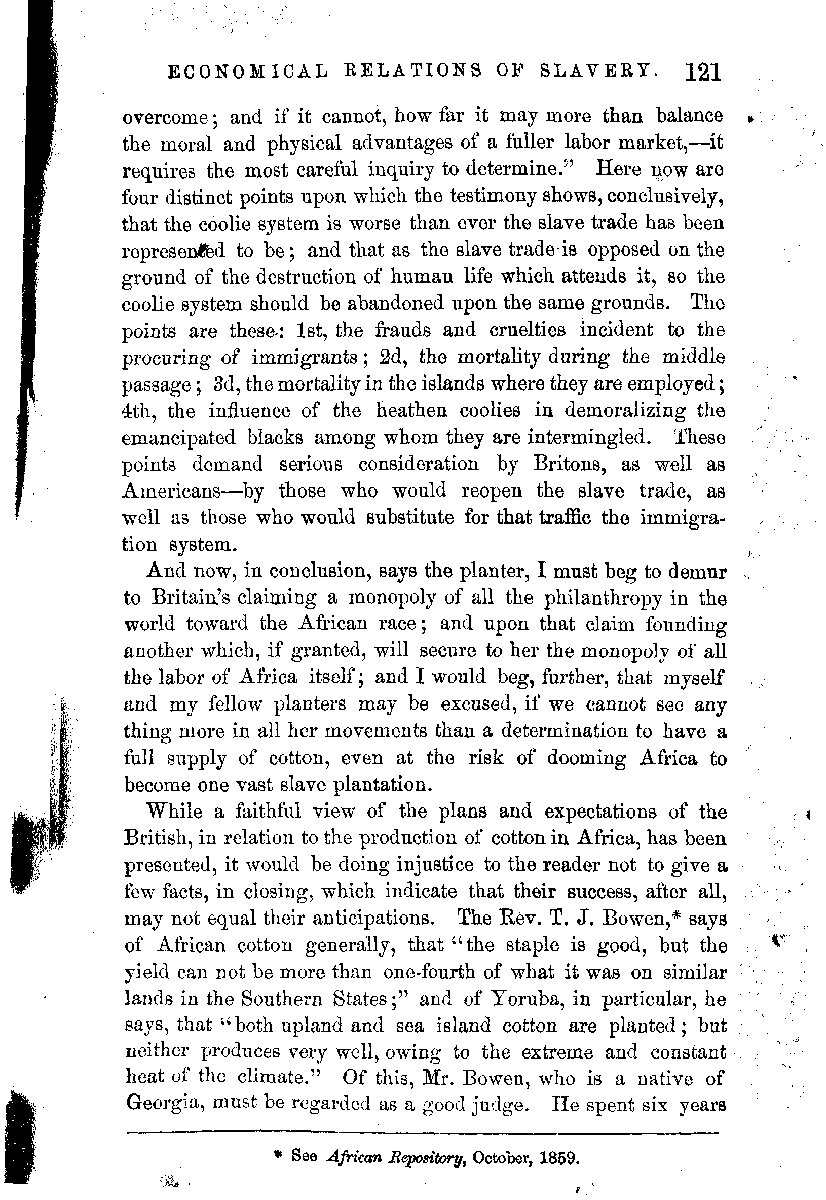 ECONOMICAL RELATIONS OF SLAVERY. 121
overcome; and if it cannot, how far it may more than balance
the moral and physical advantages of a fuller labor market,—it
requires the most careful inquiry to determine.” Here now are
four distinct points upon which the testimony shows, conclusively,
that the coolie system is worse than ever the slave trade has been
represented to be; and that as the slave trade is opposed on the
ground of the destruction of human life which attends it, so the
coolie system should be abandoned upon the same grounds. The
points are these: 1st, the frauds and cruelties incident to the
procuring of immigrants; 2d, the mortality during the middle
passage; 3d, the mortality in the islands where they are employed;
4th, the influence of the heathen coolies in demoralizing the
emancipated blacks among whom they are intermingled. These
points demand serious consideration by Britons, as well as
Americans—by those who would reopen the slave trade, as
well as those who would substitute for that traffic the immigra-
tion system.
And now, in conclusion, says the planter, I must beg to demur
to Britain’s claiming a monopoly of all the philanthropy in the
world toward the African race; and upon that claim founding
another which, if granted, will secure to her the monopoly of all
the labor of Africa itself; and I would beg, further, that myself
and my fellow planters may be excused, if we cannot see any
thing more in all her movements than a determination to have a
full supply of cotton, even at the risk of dooming Africa to
become one vast slave plantation.
While a faithful view of the plans and expectations of the
British, in relation to the production of cotton in Africa, has been
presented, it would be doing injustice to the reader not to give a
few facts, in closing, which indicate that their success, after all,
may not equal their anticipations. The Rev. T. J. Bowen,* says
of African cotton generally, that “the staple is good, but the
yield can not be more than one-fourth of what it was on similar
lands in the Southern States;” and of Yoruba, in particular, he
says, that “both upland and sea island cotton are planted; but
neither produces very well, owing to the extreme and constant
heat of the climate.” Of this, Mr. Bowen, who is a native of
Georgia, must be regarded as a good judge. He spent six years
* See African Repository, October, 1859.